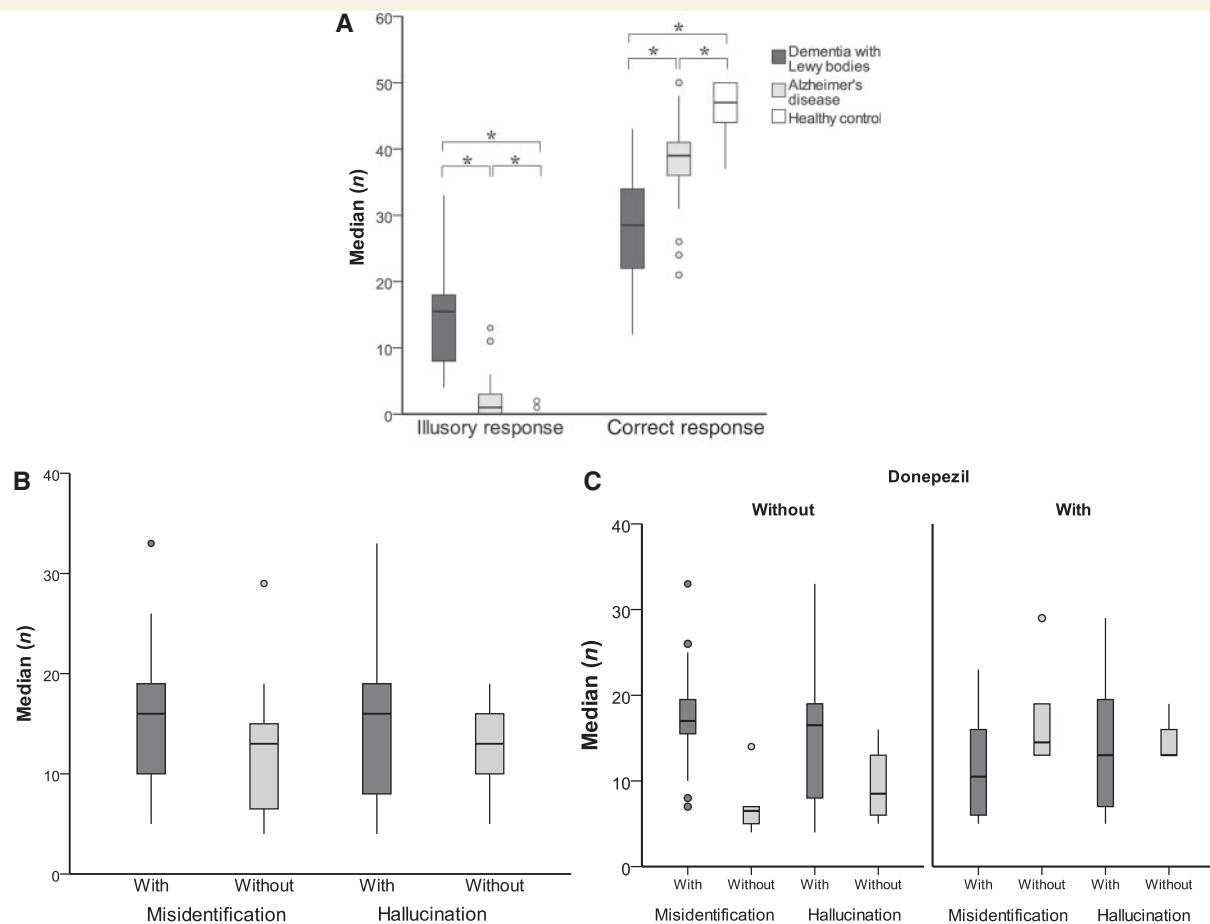 A
60
50
40
30
20
10
0
Median (n)
*
* *
*
* *
Dementia with
Lewy bodies
Alzheimer's
disease
Healthy control
Illusory response Correct response
B
40
30
20
10
0
Median (n)
With Without With Without
Misidentification Hallucination
C
Donepezil
Without With
40
30
20
10
0
Median (n)
With Without With Without With Without With Without
Misidentification Hallucination Misidentification Hallucination